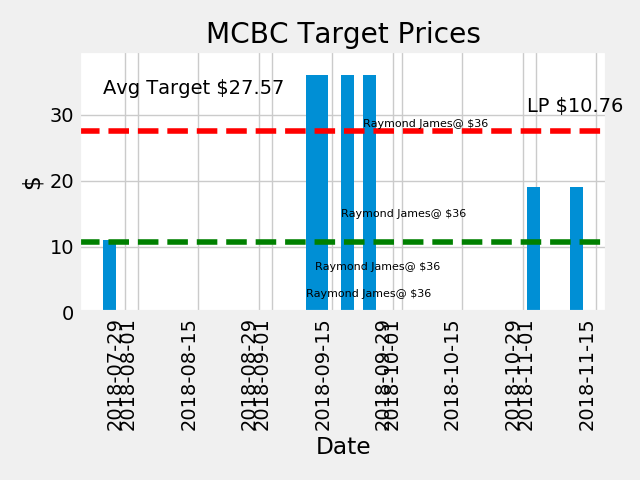 MCBC Target Prices
Avg Target $27.57
LP $10.76
Raymond James@ $36
Raymond James@ $36
Raymond James@ $36
Raymond James@ $36
$
30
20
10
0
2018-07-29
2018-08-01
2018-08-15
2018-08-29
2018-09-01
2018-09-15
2018-09-29
2018-10-01
2018-10-15
2018-10-29
2018-11-01
2018-11-15
Date